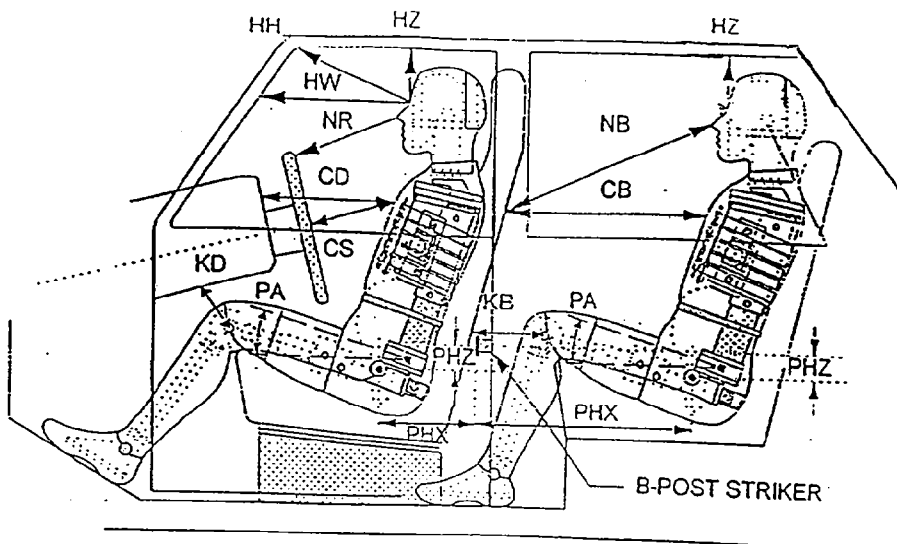 HH
HZ
HZ
HW
NR
NB
CD
CB
CS
KD
PA
KB
PA
PHZ
PHZ
PHX
PHX
B-POST STRIKER